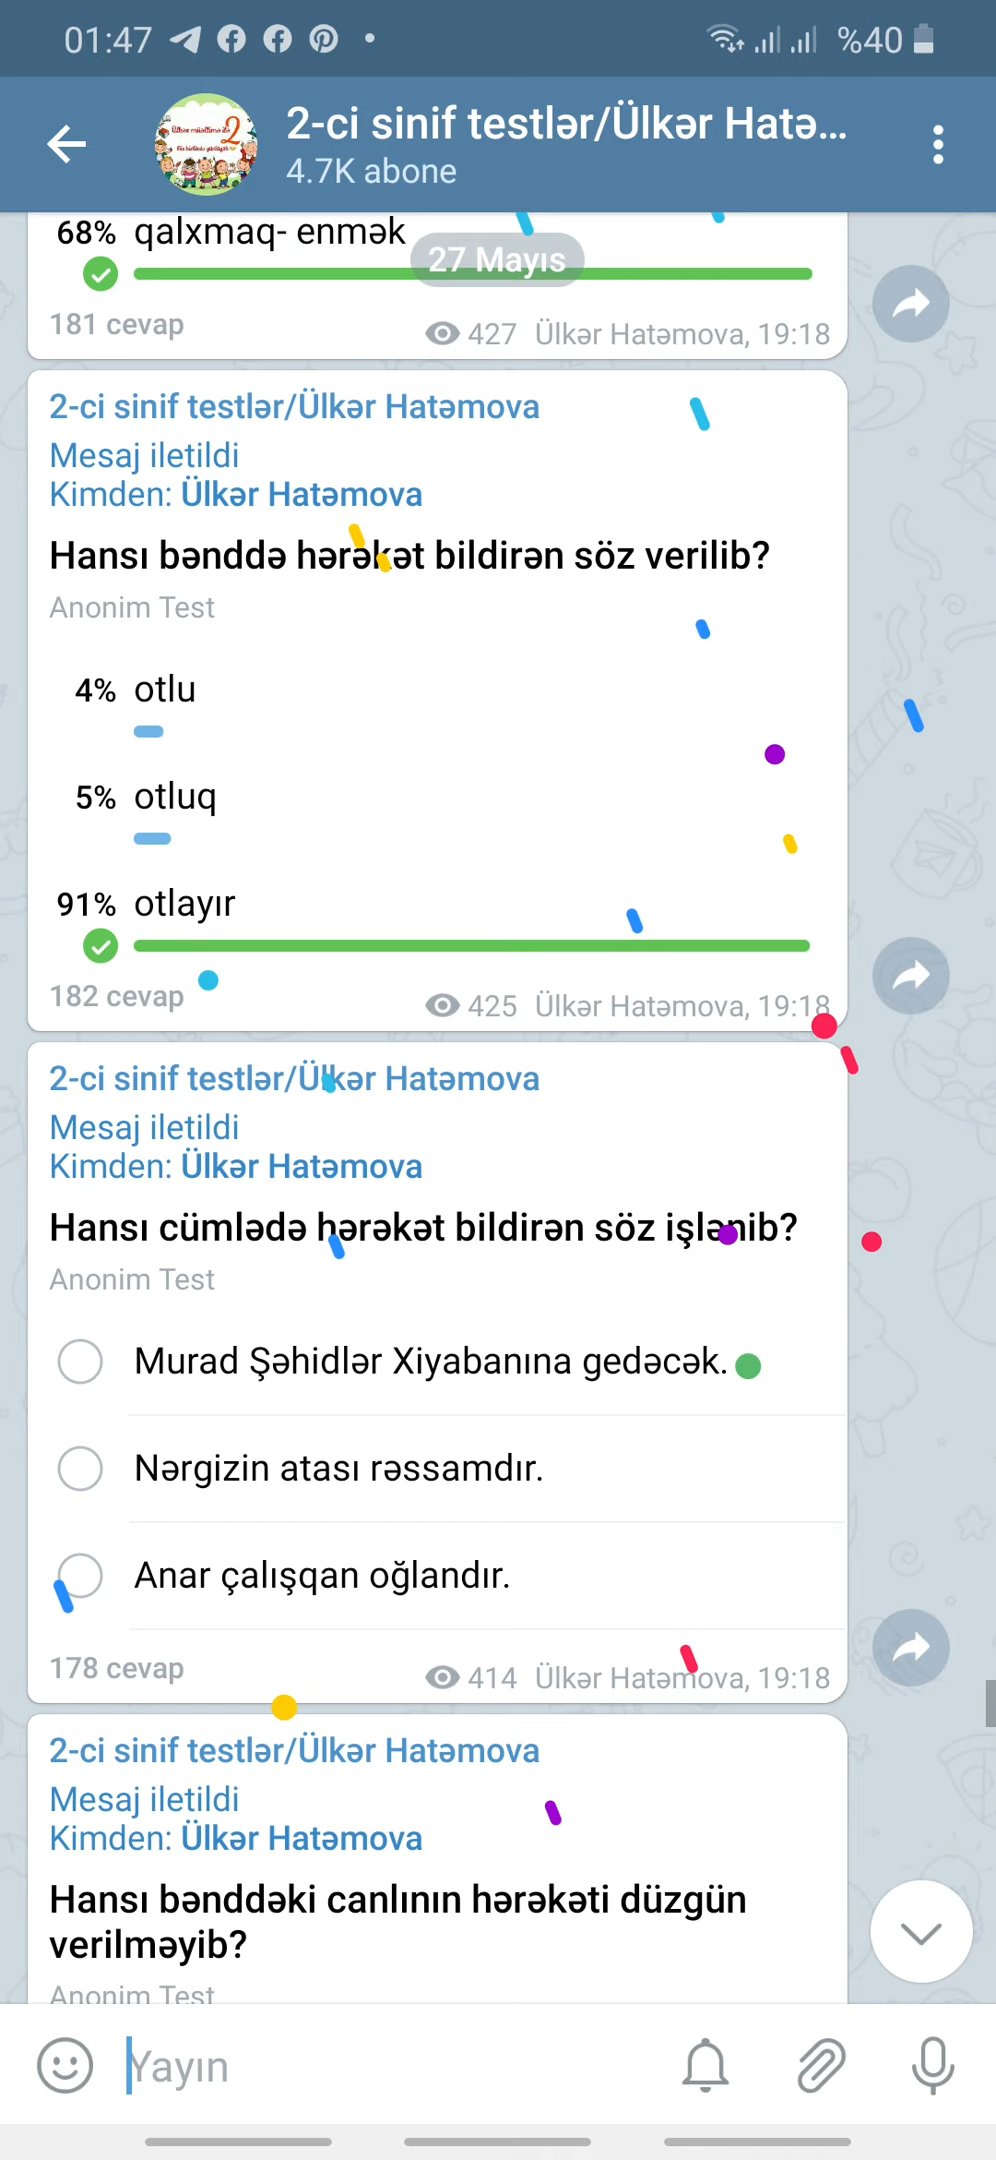 01:47
%40
2-ci sinif testlər/Ülkər Hatə...
4.7K abone
68% qalxmaq- enmək
27 Mayıs
181 cevap
427 Ülkər Hatəmova, 19:18
2-ci sinif testlər/Ülkər Hatəmova
Mesaj iletildi
Kimden: Ülkər Hatəmova
Hansı bənddə hərəkət bildirən söz verilib?
Anonim Test
4% otlu
5% otluq
91% otlayır
182 cevap
425 Ülkər Hatəmova, 19:18
2-ci sinif testlər/Ülkər Hatəmova
Mesaj iletildi
Kimden: Ülkər Hatəmova
Hansı cümlədə hərəkət bildirən söz işlənib?
Anonim Test
Murad Şəhidlər Xiyabanına gedəcək.
Nərgizin atası rəssamdır.
Anar çalışqan oğlandır.
178 cevap
414 Ülkər Hatəmova, 19:18
2-ci sinif testlər/Ülkər Hatəmova
Mesaj iletildi
Kimden: Ülkər Hatəmova
Hansı bənddəki canlının hərəkəti düzgün
verilməyib?
Anonim Test
Yayın